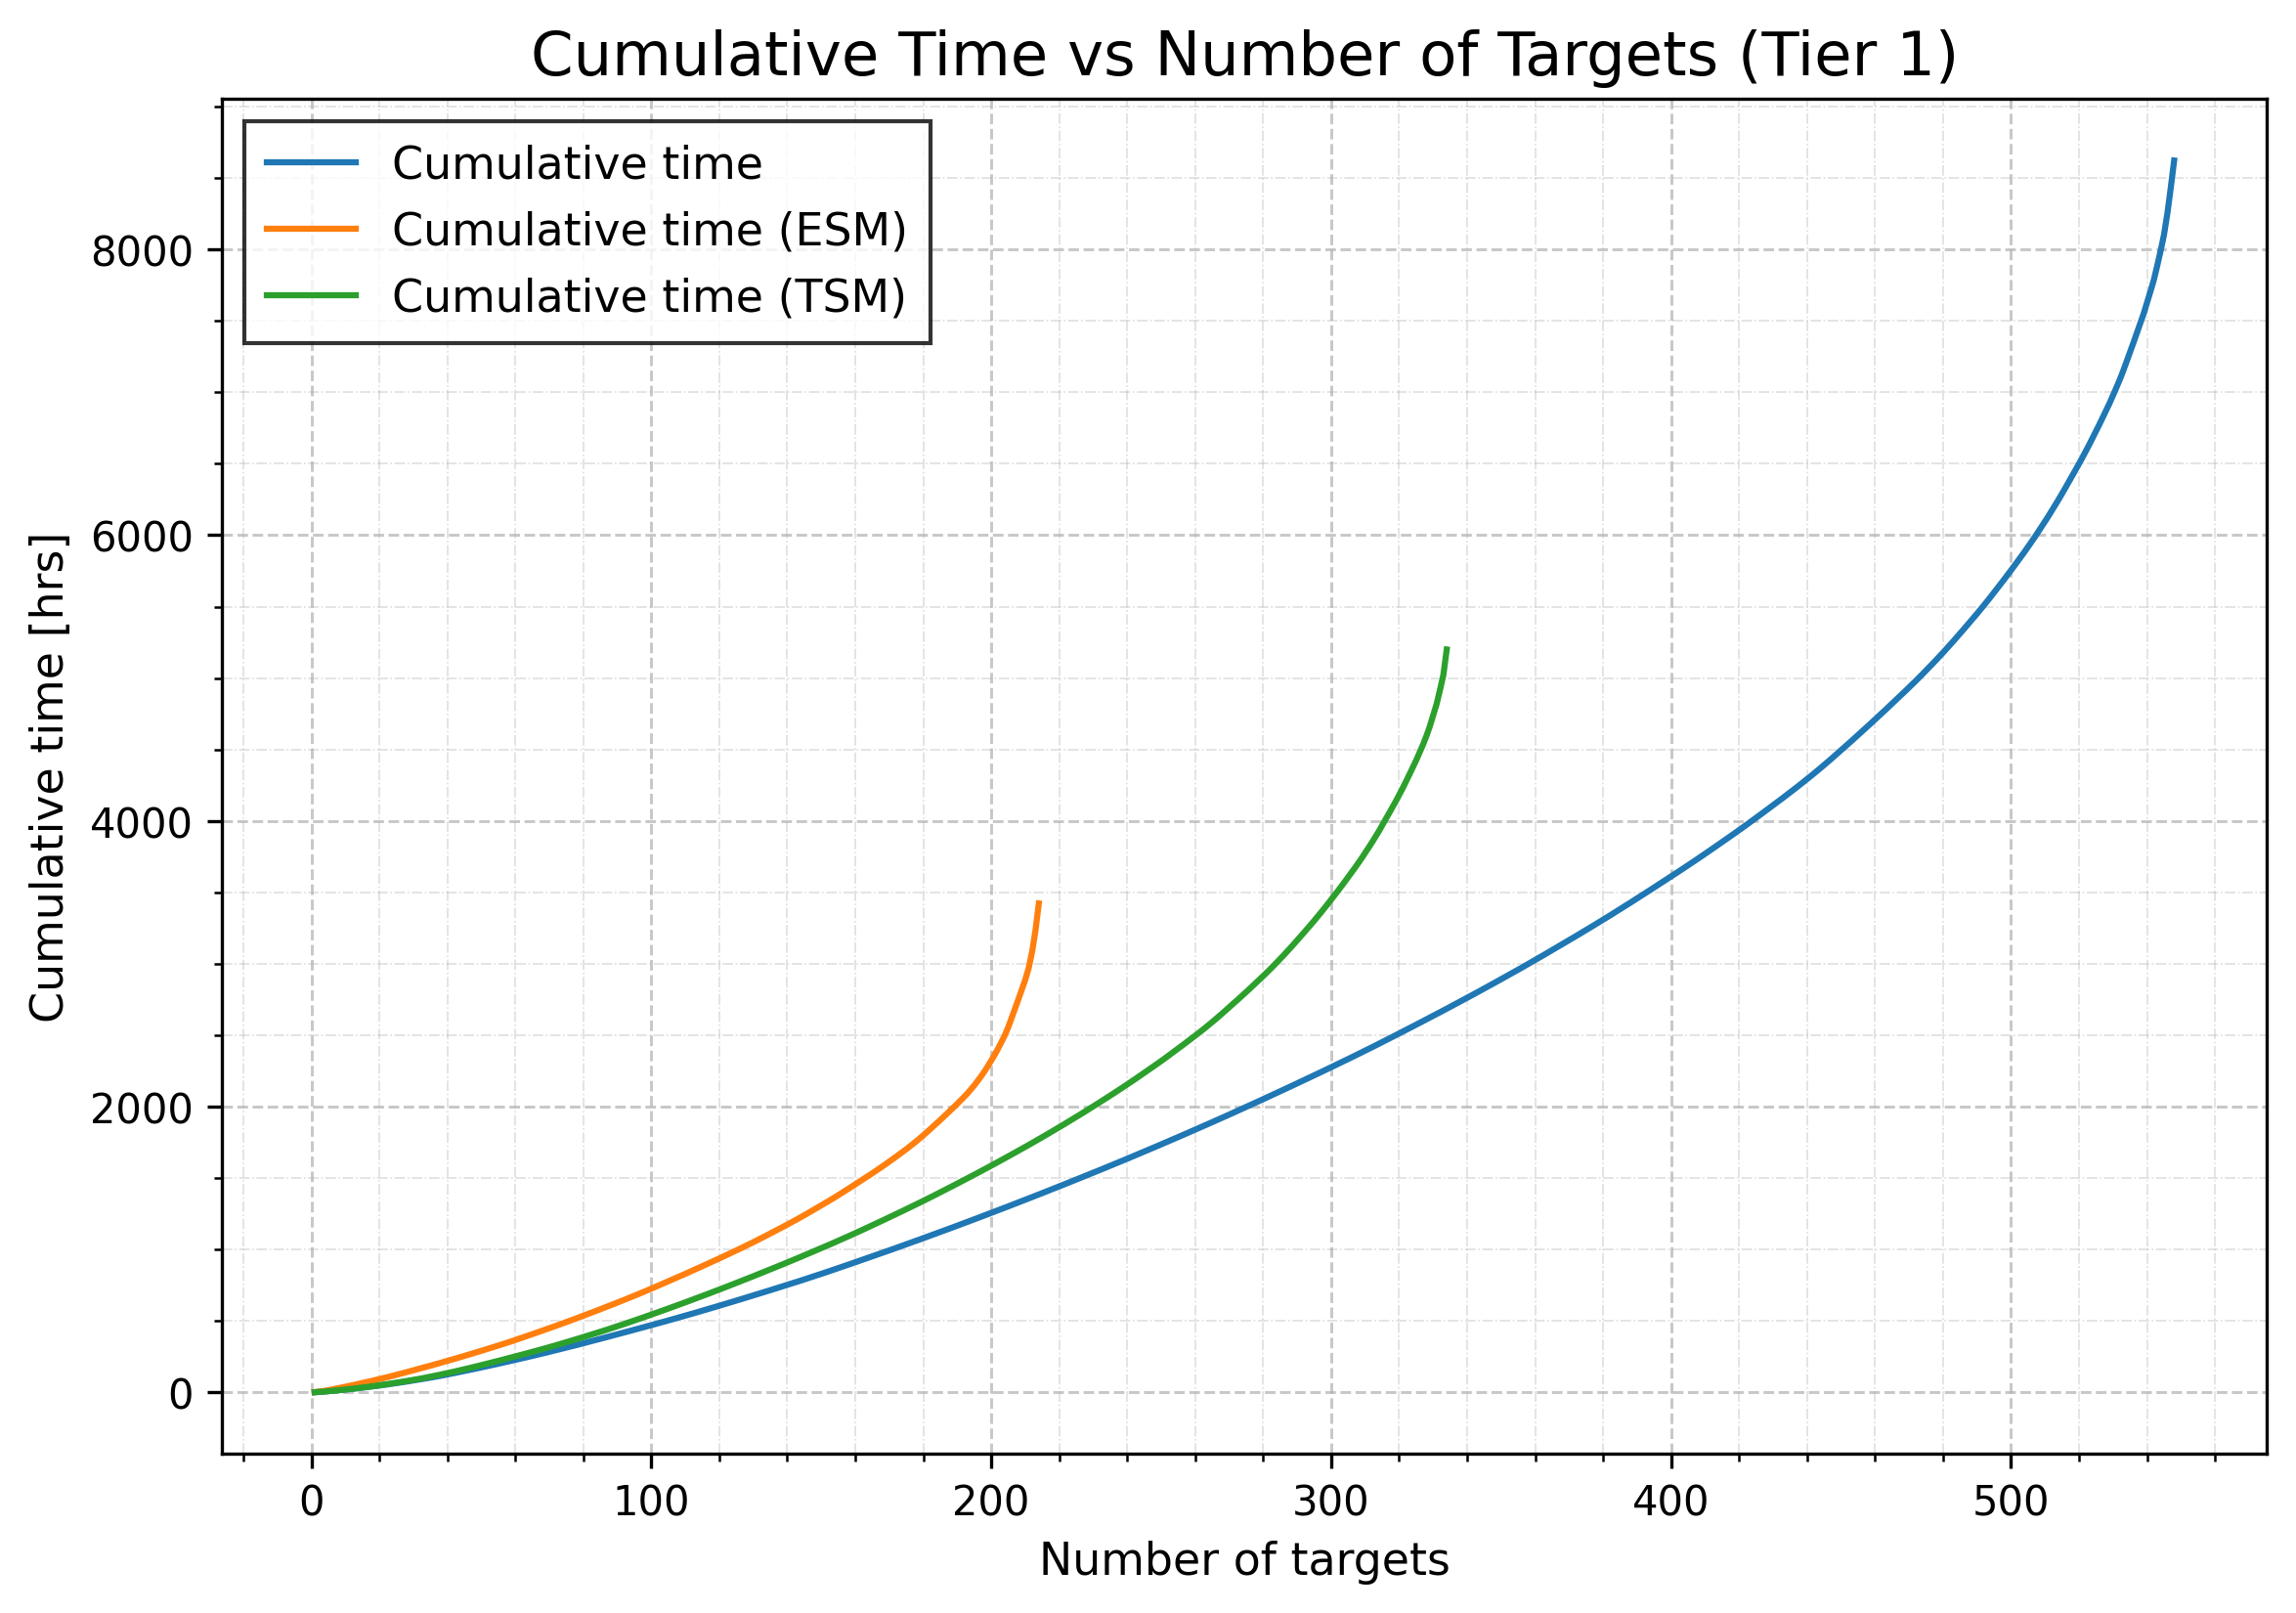 Cumulative Time vs Number of Targets (Tier 1)
Cumulative time
Cumulative time (ESM)
Cumulative time (TSM)
Cumulative time [hrs]
8000
6000
4000
2000
0
0 100 200 300 400 500
Number of targets